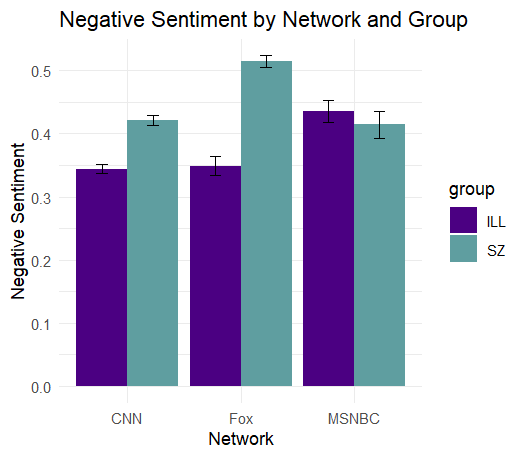 Negative Sentiment by Network and Group
Negative Sentiment
0.5
0.4
0.3
0.2
0.1
0.0
CNN Fox MSNBC
Network
group
ILL
SZ